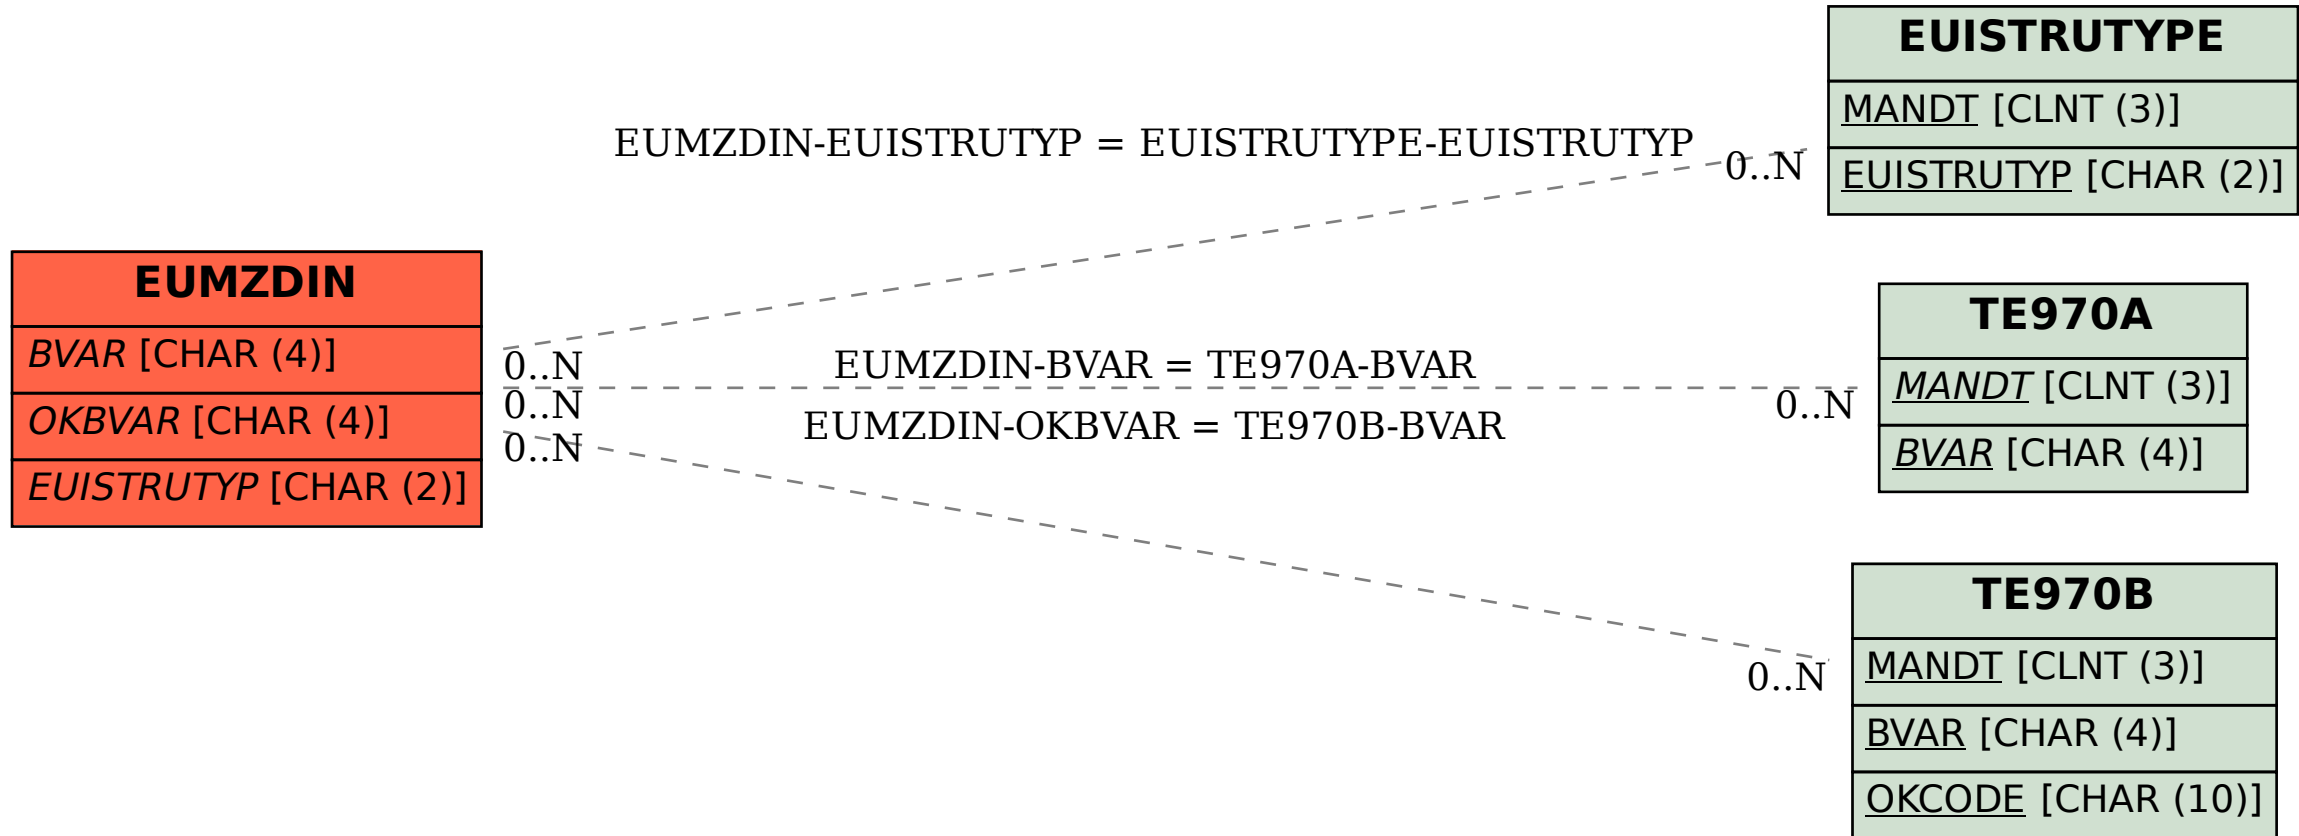 EUISTRUTYPE
MANDT [CLNT (3)]
EUISTRUTYP [CHAR (2)]
EUMZDIN-EUISTRUTYP = EUISTRUTYPE-EUISTRUTYP
0..N
EUMZDIN
BVAR [CHAR (4)]
OKBVAR [CHAR (4)]
EUISTRUTYP [CHAR (2)]
0..N
0..N
0..N
EUMZDIN-BVAR = TE970A-BVAR
0..N
EUMZDIN-OKBVAR = TE970B-BVAR
TE970A
MANDT [CLNT (3)]
BVAR [CHAR (4)]
0..N
TE970B
MANDT [CLNT (3)]
BVAR [CHAR (4)]
OKCODE [CHAR (10)]